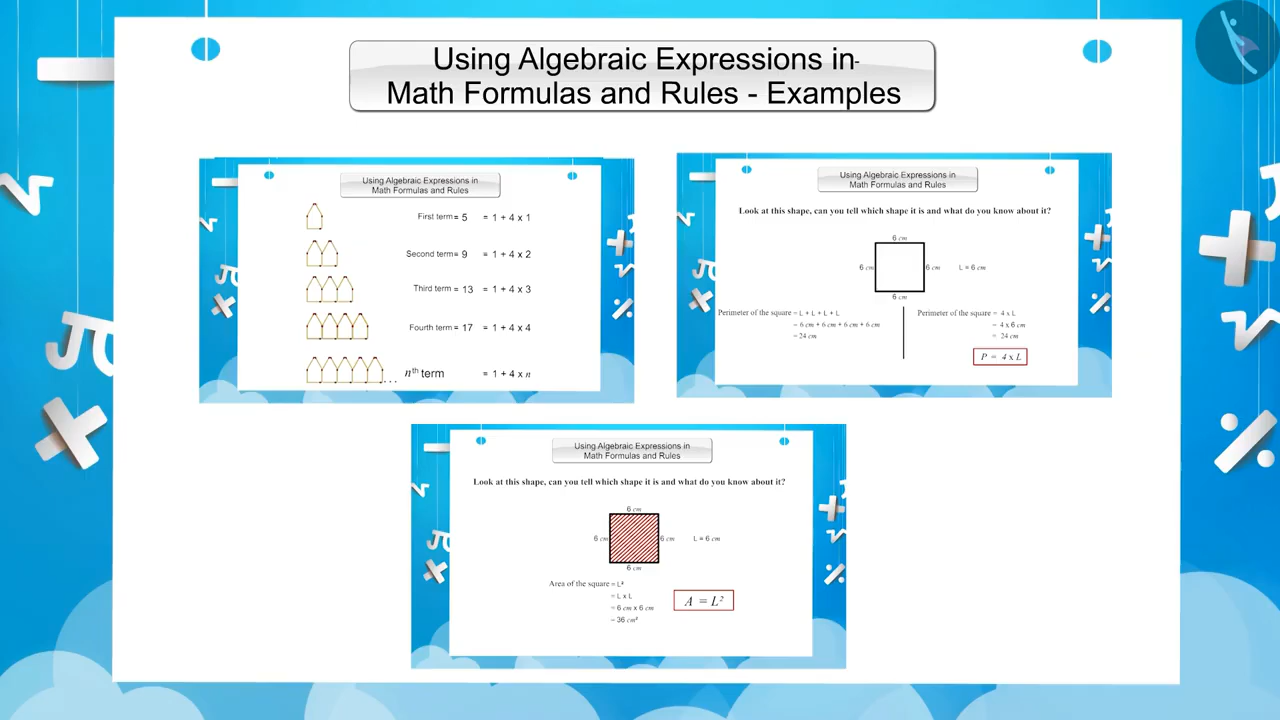 Using Algebraic Expressions in-
Math Formulas and Rules - Examples
Using Algebraic Expressions in
Math Formulas and Rules
First term = 5 = 1 + 4 x 1
Second term = 9 = 1 + 4 x 2
Third term = 13 = 1 + 4 x 3
Fourth term = 17 = 1 + 4 x 4
... nth term = 1 + 4 x n
Using Algebraic Expressions in
Math Formulas and Rules
Look at this shape, can you tell which shape it is and what do you know about it?
6 cm
6 cm 6 cm L = 6 cm
6 cm
Perimeter of the square = L + L + L + L
= 6 cm + 6 cm + 6 cm + 6 cm
= 24 cm
Perimeter of the square = 4 x L
= 4 x 6 cm
= 24 cm
P = 4 x L
Using Algebraic Expressions in
Math Formulas and Rules
Look at this shape, can you tell which shape it is and what do you know about it?
6 cm
6 cm 6 cm L = 6 cm
6 cm
Area of the square = L²
= L x L
= 6 cm x 6 cm
= 36 cm²
A = L²